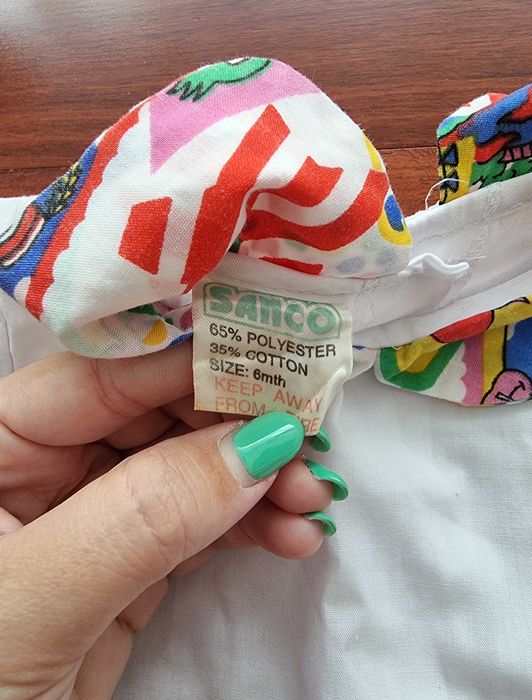 SANCO
65% POLYESTER
35% COTTON
SIZE: 6mth
KEEP AWAY
FROM